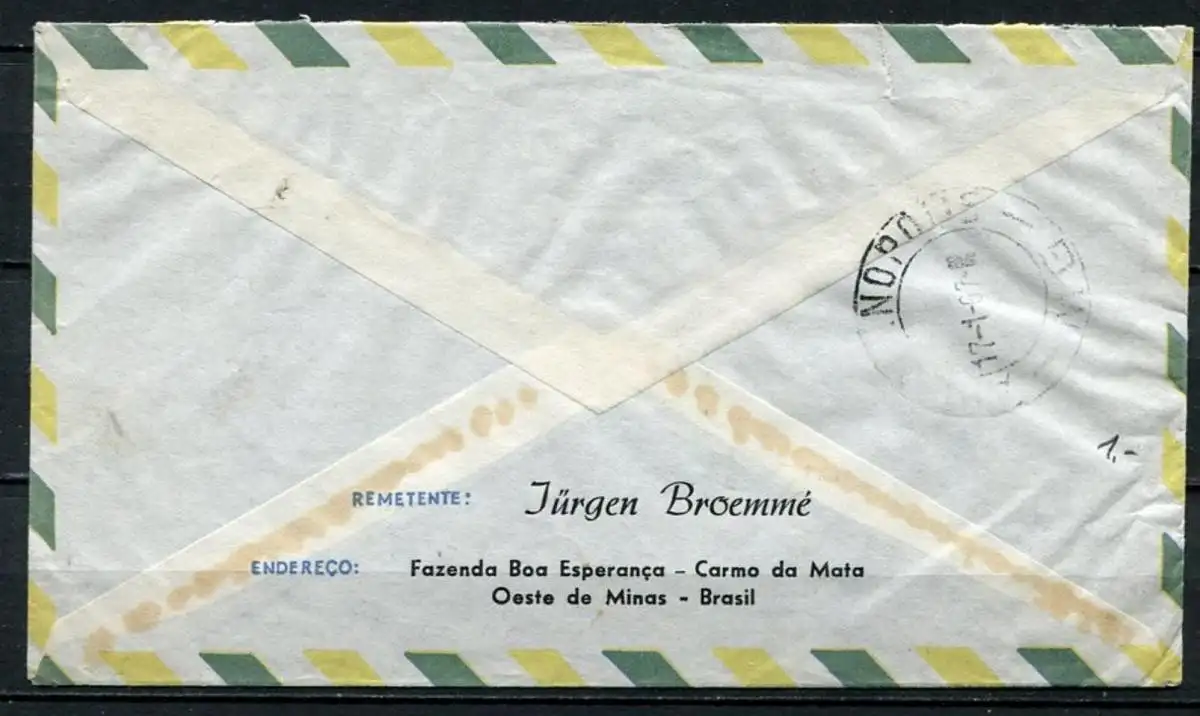 1.-
REMETENTE: Jürgen Broemmé
ENDEREÇO: Fazenda Boa Esperança - Carmo da Mata
Oeste de Minas - Brasil